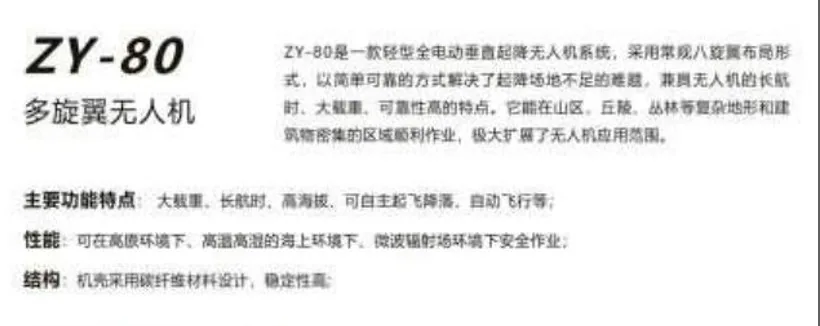 ZY-80
多旋翼无人机
ZY-80是一款轻型全电动垂直起降无人机系统，采用常规八旋翼布局形
式，以简单可靠的方式解决了起降场地不足的难题，兼具无人机的长航
时、大载重、可靠性高的特点。它能在山区、丘陵、丛林等复杂地形和建
筑物密集的区域顺利作业，极大扩展了无人机应用范围。
主要功能特点： 大载重、长航时、高海拔、可自主起飞降落、自动飞行等；
性能：可在高原环境下、高温高湿的海上环境下、微波辐射场环境下安全作业；
结构：机壳采用碳纤维材料设计，稳定性高；